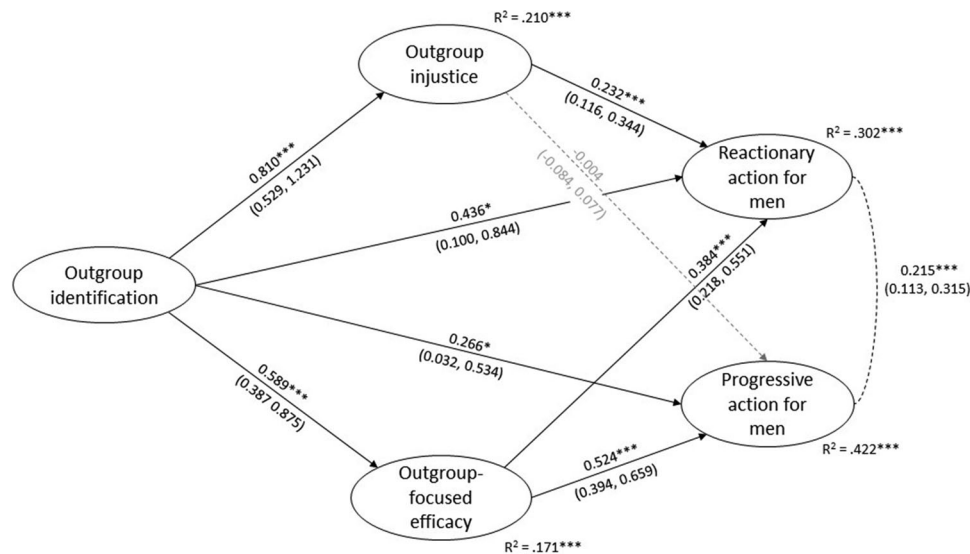 R² = .210***
Outgroup
injustice
0.232***
(0.116, 0.344)
R² = .302***
Reactionary
action for
men
0.810***
(0.529, 1.231)
-0.004
(-0.084, 0.077)
0.436*
(0.100, 0.844)
Outgroup
identification
0.384***
(0.218, 0.551)
0.215***
(0.113, 0.315)
0.266*
(0.032, 0.534)
0.589***
(0.387 0.875)
Progressive
action for
men
R² = .422***
Outgroup-
focused
efficacy
0.524***
(0.394, 0.659)
R² = .171***